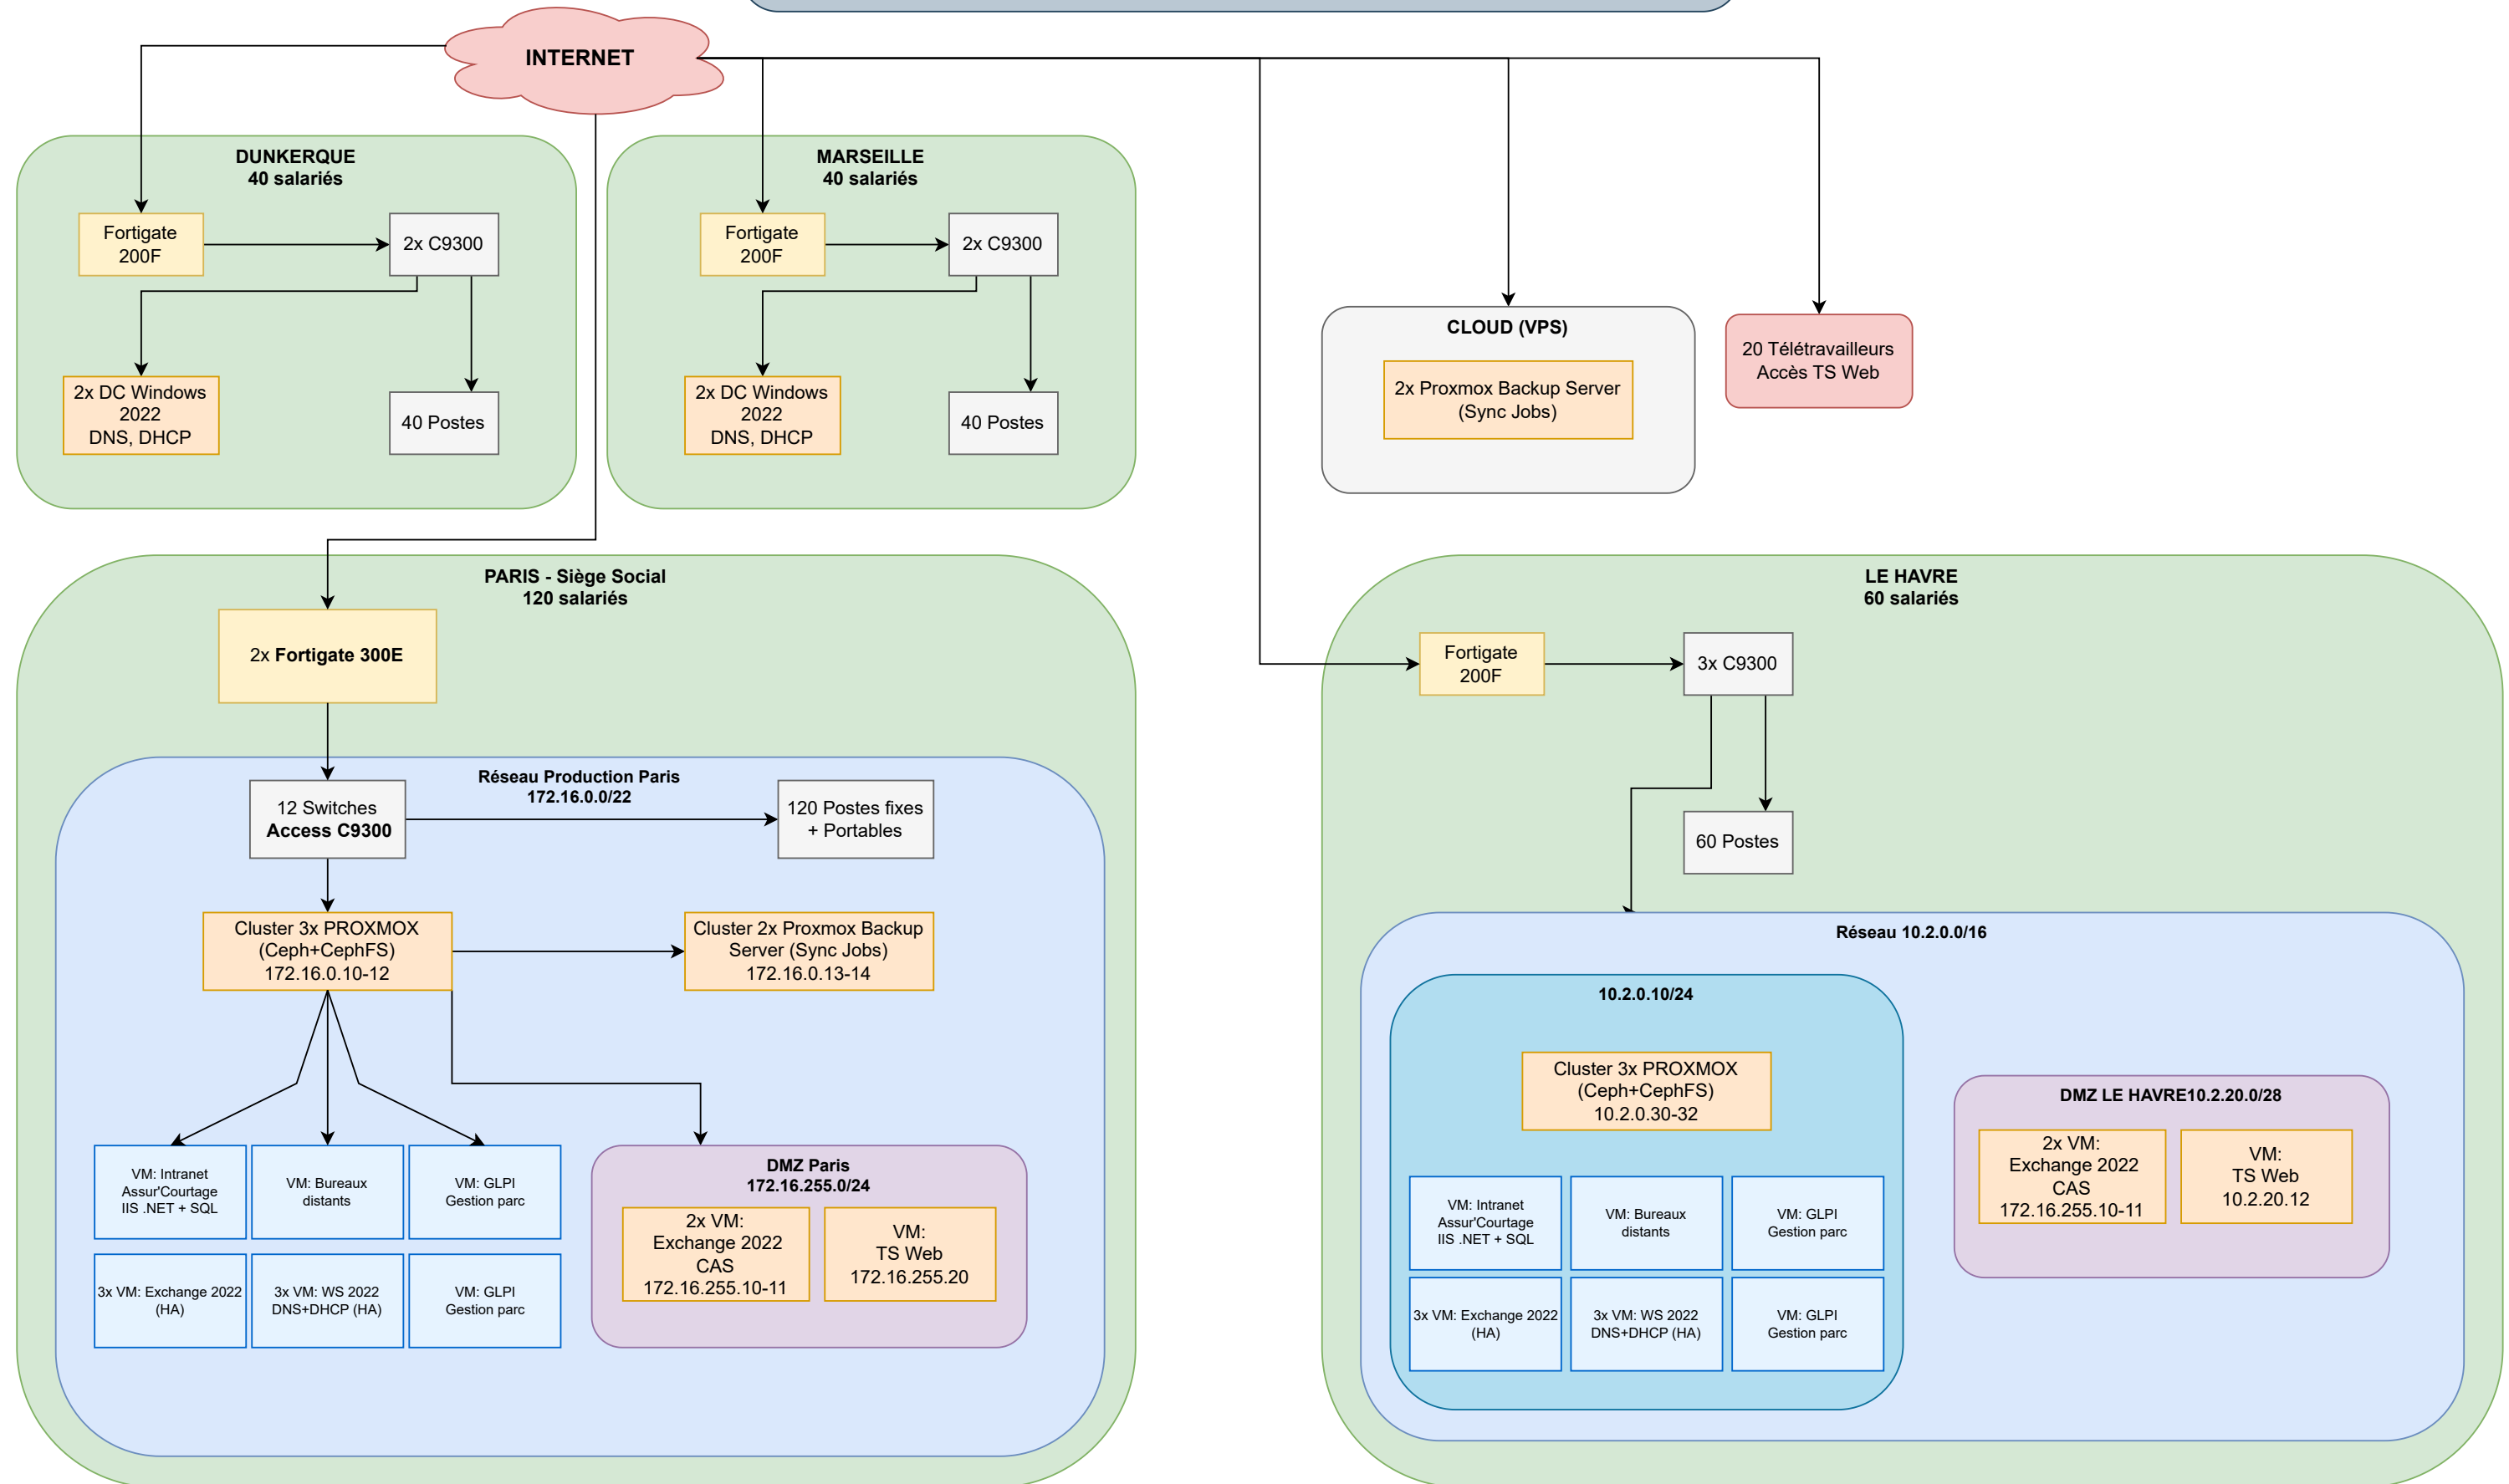 INTERNET
DUNKERQUE
40 salariés
Fortigate
200F
2x C9300
2x DC Windows
2022
DNS, DHCP
40 Postes
MARSEILLE
40 salariés
Fortigate
200F
2x C9300
2x DC Windows
2022
DNS, DHCP
40 Postes
CLOUD (VPS)
2x Proxmox Backup Server
(Sync Jobs)
20 Télétravailleurs
Accès TS Web
PARIS - Siège Social
120 salariés
2x Fortigate 300E
Réseau Production Paris
172.16.0.0/22
12 Switches
Access C9300
120 Postes fixes
+ Portables
Cluster 3x PROXMOX
(Ceph+CephFS)
172.16.0.10-12
Cluster 2x Proxmox Backup
Server (Sync Jobs)
172.16.0.13-14
VM: Intranet
Assur'Courtage
IIS .NET + SQL
VM: Bureaux
distants
VM: GLPI
Gestion parc
3x VM: Exchange 2022
(HA)
3x VM: WS 2022
DNS+DHCP (HA)
VM: GLPI
Gestion parc
DMZ Paris
172.16.255.0/24
2x VM:
Exchange 2022
CAS
172.16.255.10-11
VM:
TS Web
172.16.255.20
LE HAVRE
60 salariés
Fortigate
200F
3x C9300
60 Postes
Réseau 10.2.0.0/16
10.2.0.10/24
Cluster 3x PROXMOX
(Ceph+CephFS)
10.2.0.30-32
VM: Intranet
Assur'Courtage
IIS .NET + SQL
VM: Bureaux
distants
VM: GLPI
Gestion parc
3x VM: Exchange 2022
(HA)
3x VM: WS 2022
DNS+DHCP (HA)
VM: GLPI
Gestion parc
DMZ LE HAVRE10.2.20.0/28
2x VM:
Exchange 2022
CAS
172.16.255.10-11
VM:
TS Web
10.2.20.12